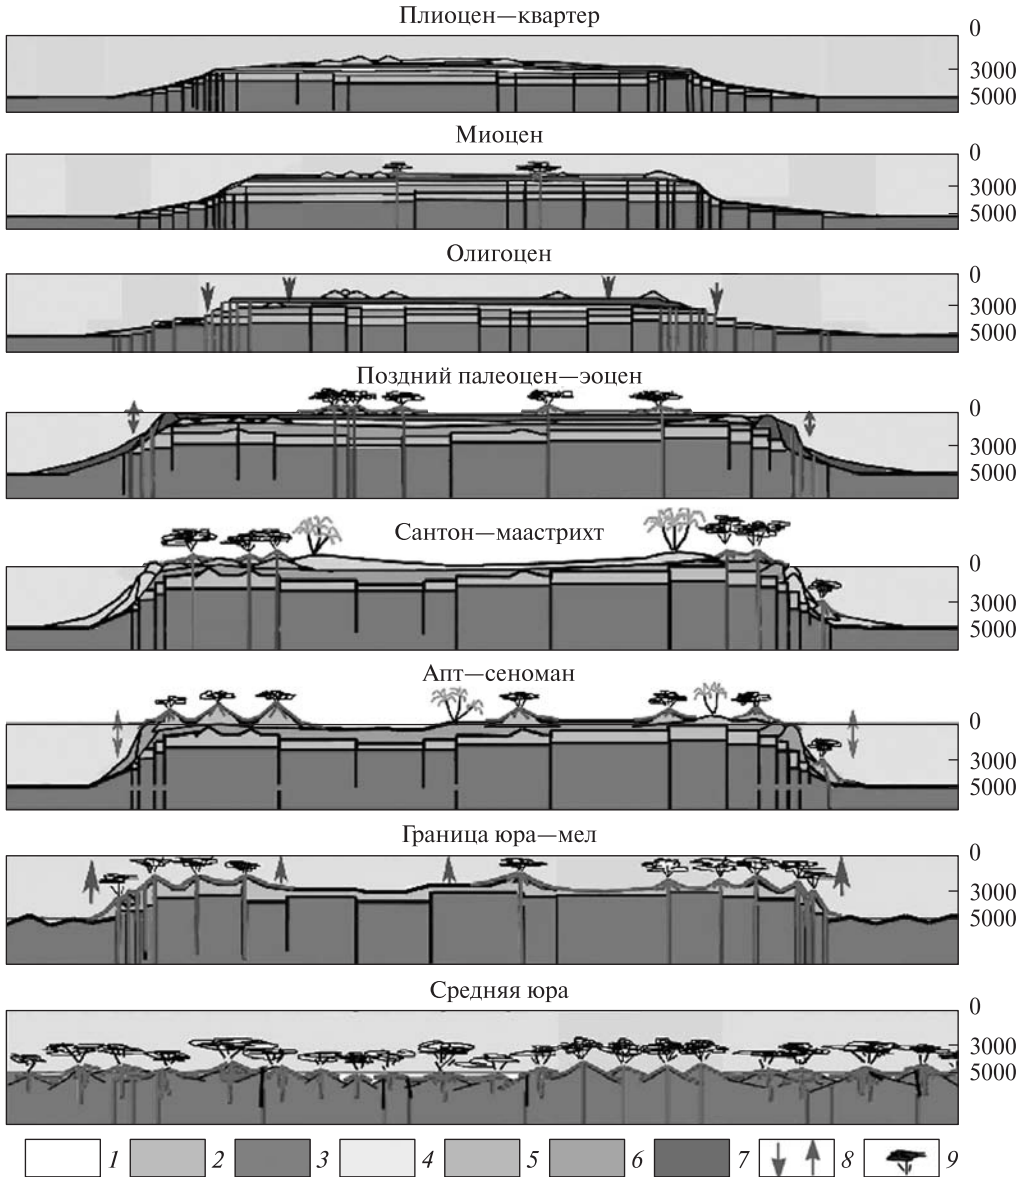 Плиоцен—квартер
0
3000
5000
Миоцен
0
3000
5000
Олигоцен
0
3000
5000
Поздний палеоцен—эоцен
0
3000
5000
Сантон—маастрихт
0
3000
5000
Апт—сеноман
0
3000
5000
Граница юра—мел
0
3000
5000
Средняя юра
0
3000
5000
1 2 3 4 5 6 7 8 9